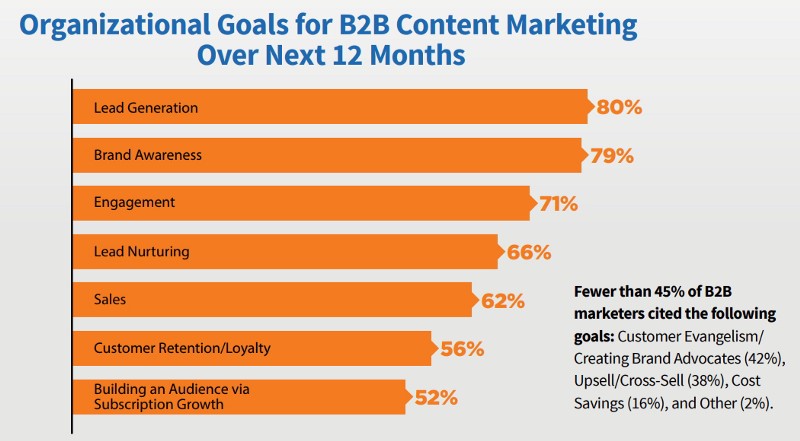 Organizational Goals for B2B Content Marketing
Over Next 12 Months
Lead Generation
80%
Brand Awareness
79%
Engagement
71%
Lead Nurturing
66%
Sales
62%
Customer Retention/Loyalty
56%
Building an Audience via
Subscription Growth
52%
Fewer than 45% of B2B
marketers cited the following
goals: Customer Evangelism/
Creating Brand Advocates (42%),
Upsell/Cross-Sell (38%), Cost
Savings (16%), and Other (2%).